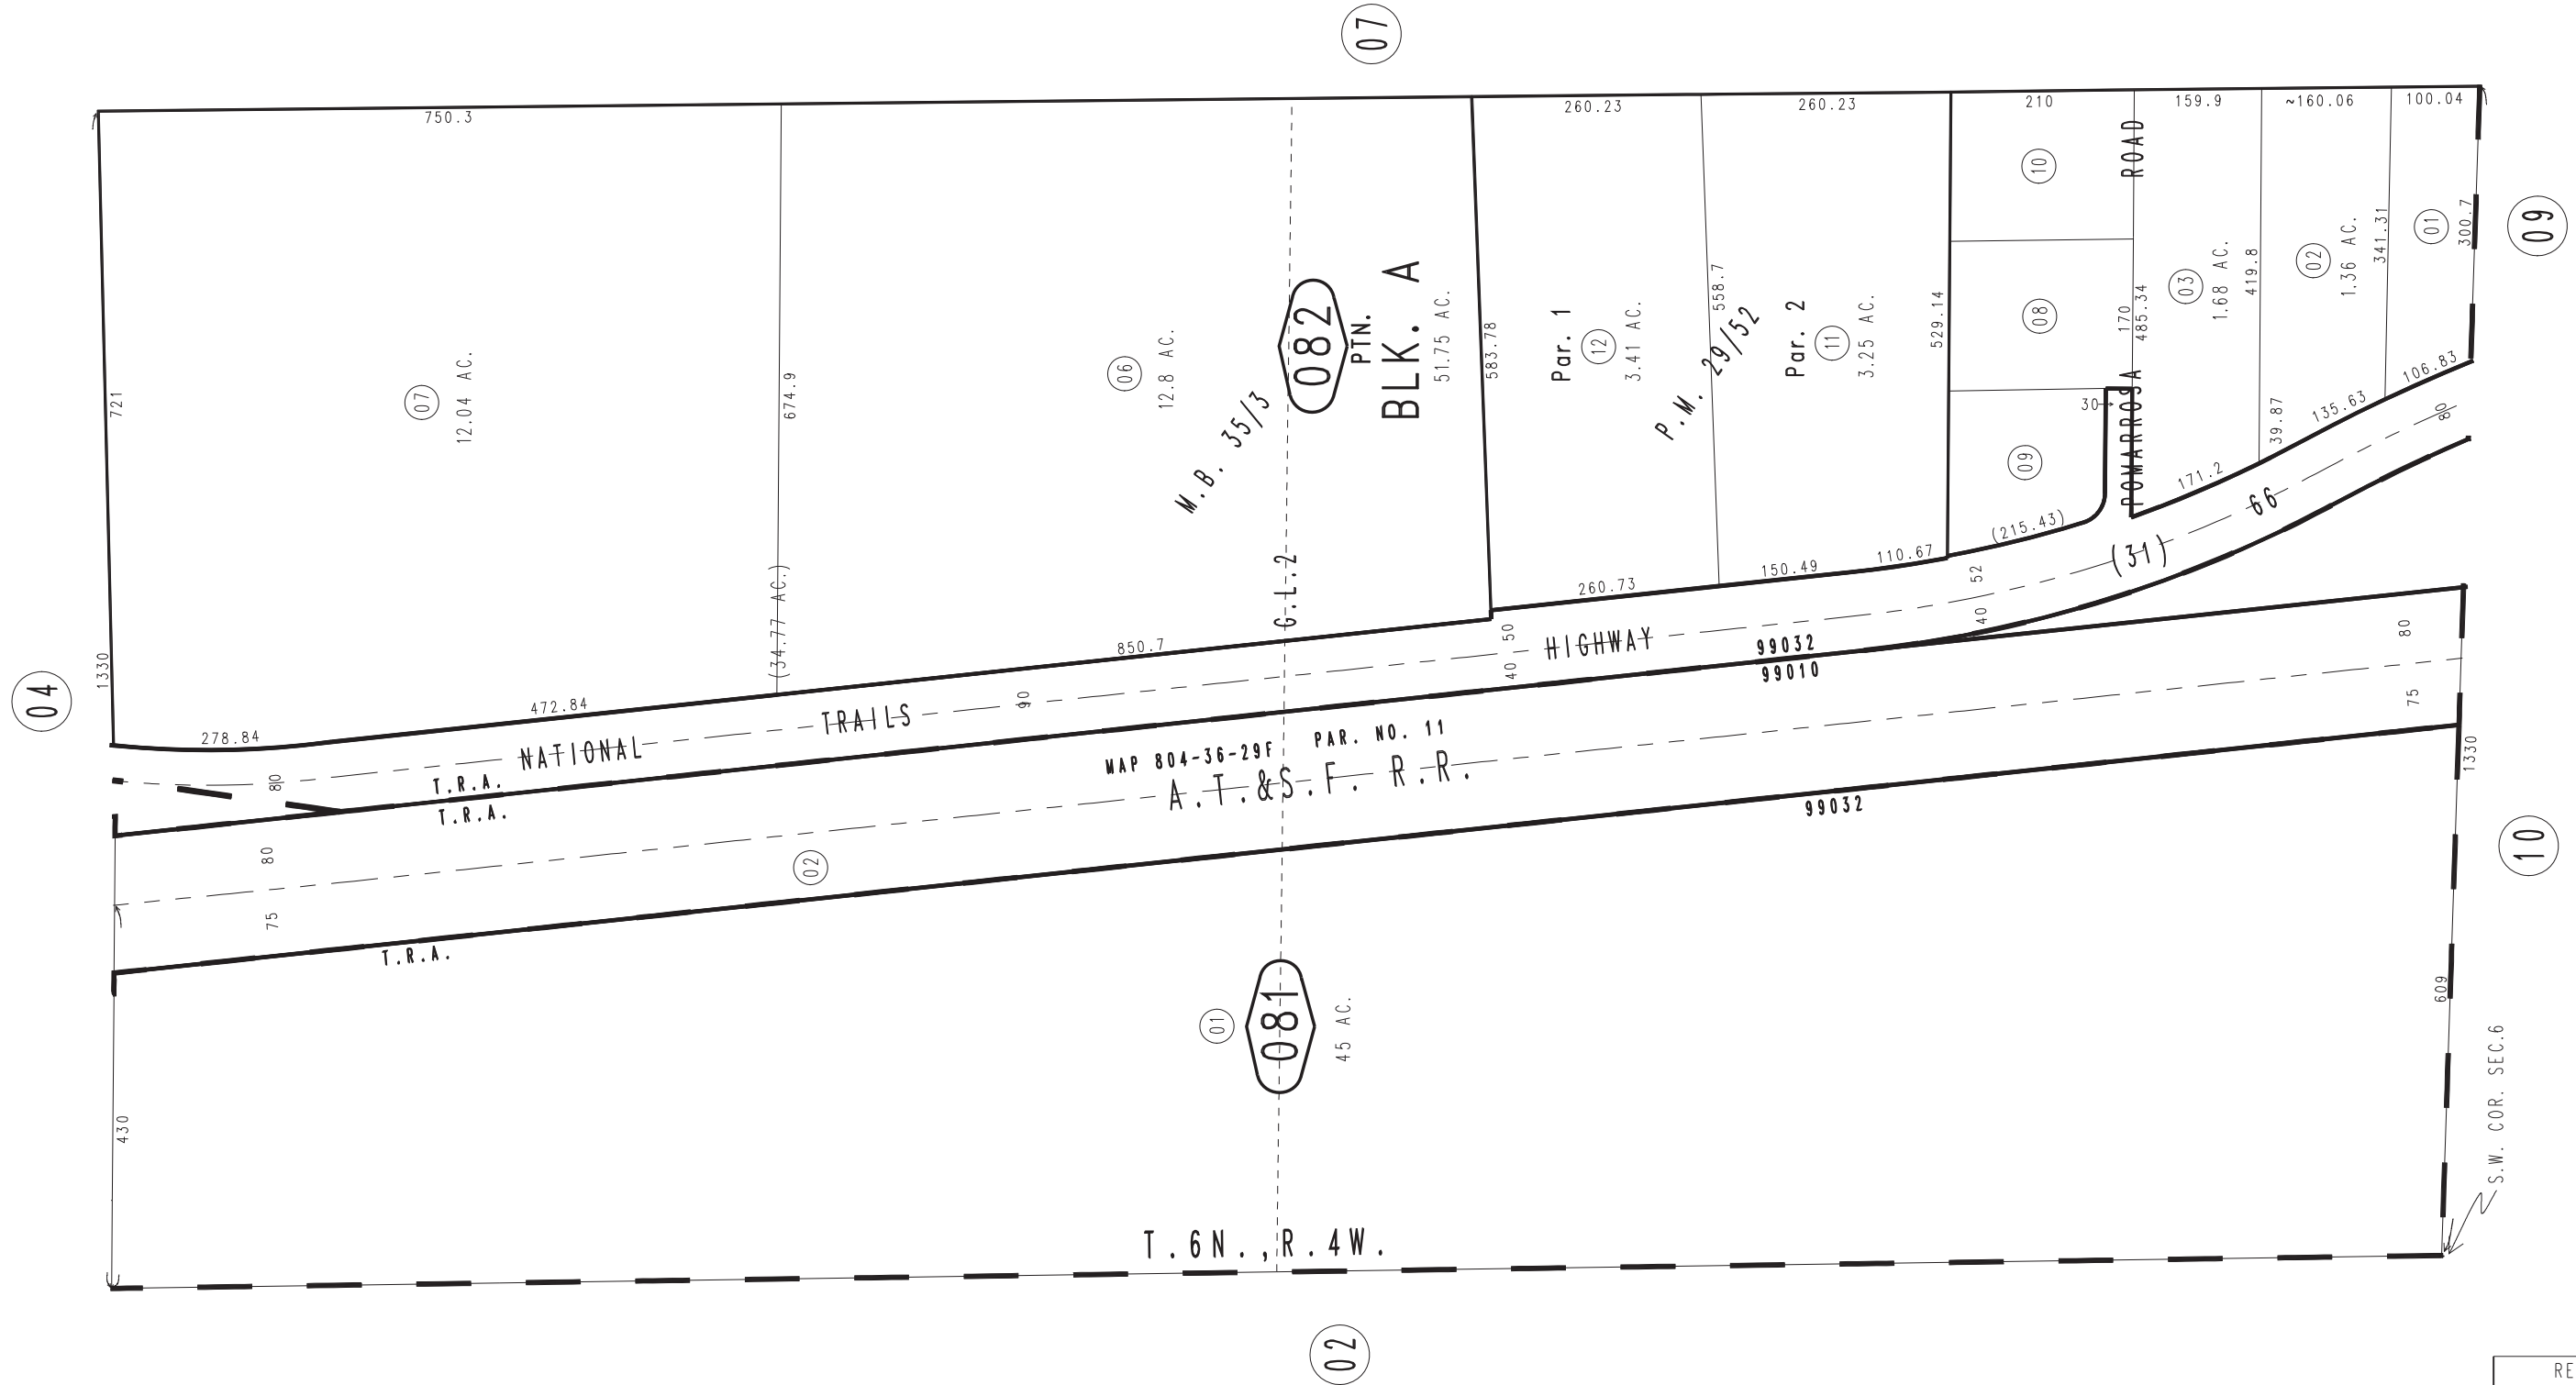 07
750.3
260.23
260.23
210
159.9
~160.06
100.04
721
07
12.04 AC.
674.9
(34.77 AC.)
06
12.8 AC.
M.B. 35/3
082
PTN.
BLK. A
51.75 AC.
G.L.2
583.78
Par. 1
12
3.41 AC.
558.7
P.M. 29/52
Par. 2
11
3.25 AC.
529.14
10
08
09
30
170
485.34
POMARROSA ROAD
03
1.68 AC.
419.8
02
1.36 AC.
341.31
01
300.7
09
39.87
135.63
106.83
80
171.2
66
(31)
(215.43)
110.67
150.49
260.73
52
40
50
40
850.7
472.84
278.84
1330
04
80
90
NATIONAL TRAILS HIGHWAY
99032
99010
T.R.A.
T.R.A.
MAP 804-36-29F PAR. NO. 11
A.T.&S.F. R.R.
80
75
80
75
02
99032
T.R.A.
1330
10
01
081
45 AC.
430
609
S.W. COR. SEC.6
T.6N.,R.4W.
02
RE